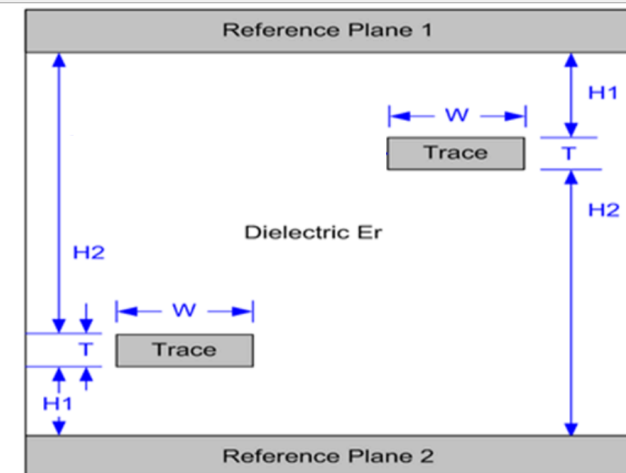 Reference Plane 1
H1
W
Trace
T
H2
Dielectric Er
H2
W
T
Trace
H1
Reference Plane 2